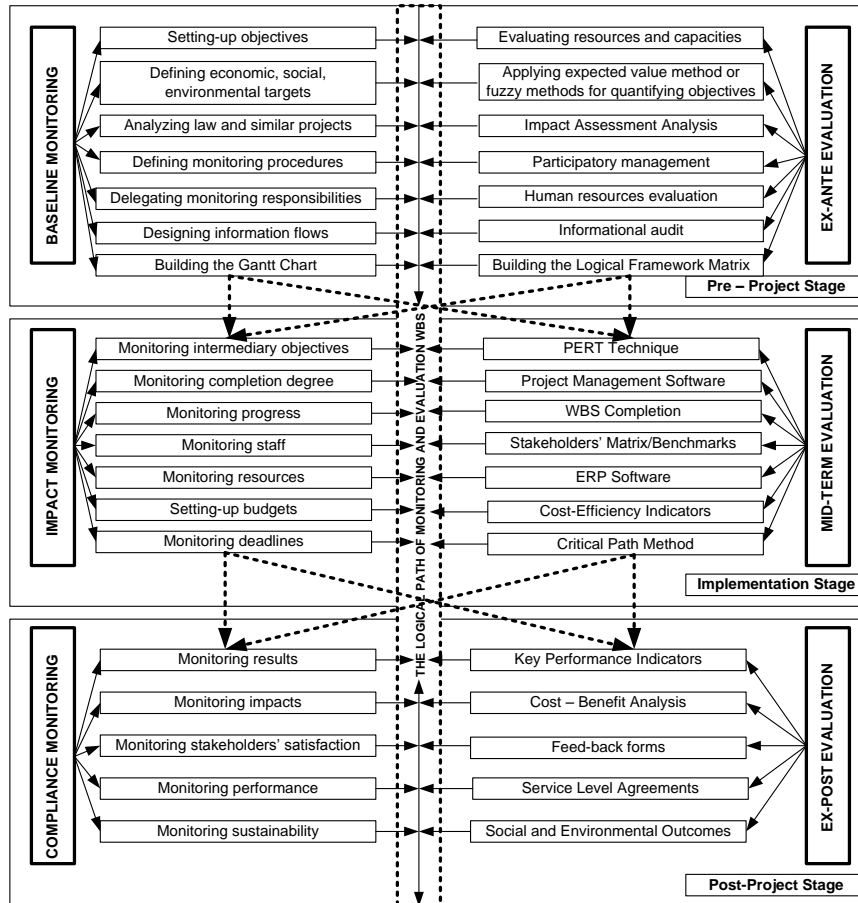 BASELINE MONITORING
Setting-up objectives
Defining economic, social,
environmental targets
Analyzing law and similar projects
Defining monitoring procedures
Delegating monitoring responsibilities
Designing information flows
Building the Gantt Chart
Evaluating resources and capacities
Applying expected value method or
fuzzy methods for quantifying objectives
Impact Assessment Analysis
Participatory management
Human resources evaluation
Informational audit
Building the Logical Framework Matrix
EX-ANTE EVALUATION
Pre – Project Stage
THE LOGICAL PATH OF MONITORING AND EVALUATION WBS
IMPACT MONITORING
Monitoring intermediary objectives
Monitoring completion degree
Monitoring progress
Monitoring staff
Monitoring resources
Setting-up budgets
Monitoring deadlines
PERT Technique
Project Management Software
WBS Completion
Stakeholders' Matrix/Benchmarks
ERP Software
Cost-Efficiency Indicators
Critical Path Method
MID-TERM EVALUATION
Implementation Stage
COMPLIANCE MONITORING
Monitoring results
Monitoring impacts
Monitoring stakeholders' satisfaction
Monitoring performance
Monitoring sustainability
Key Performance Indicators
Cost – Benefit Analysis
Feed-back forms
Service Level Agreements
Social and Environmental Outcomes
EX-POST EVALUATION
Post-Project Stage